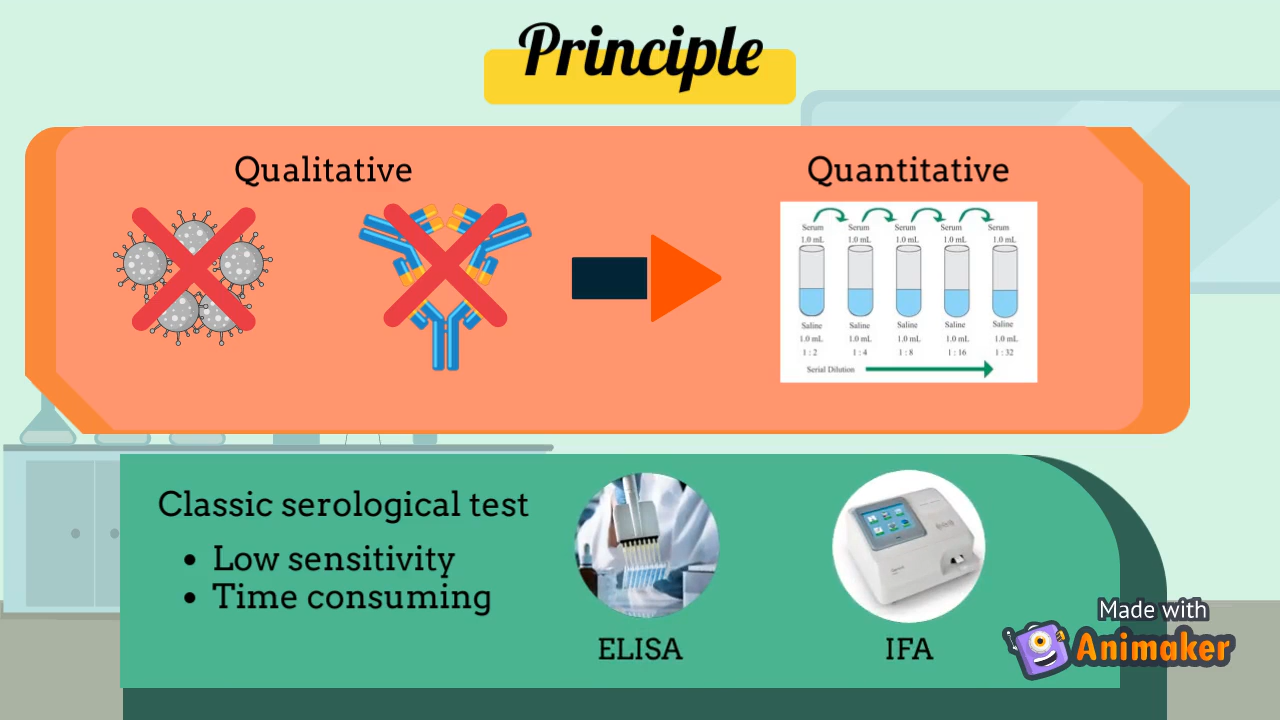 Principle
Qualitative
Quantitative
Serum Serum Serum Serum Serum
1.0 mL 1.0 mL 1.0 mL 1.0 mL 1.0 mL
Saline Saline Saline Saline Saline
1.0 mL 1.0 mL 1.0 mL 1.0 mL 1.0 mL
1 : 2 1 : 4 1 : 8 1 : 16 1 : 32
Serial Dilution
Classic serological test
• Low sensitivity
• Time consuming
ELISA
IFA
Made with
Animaker